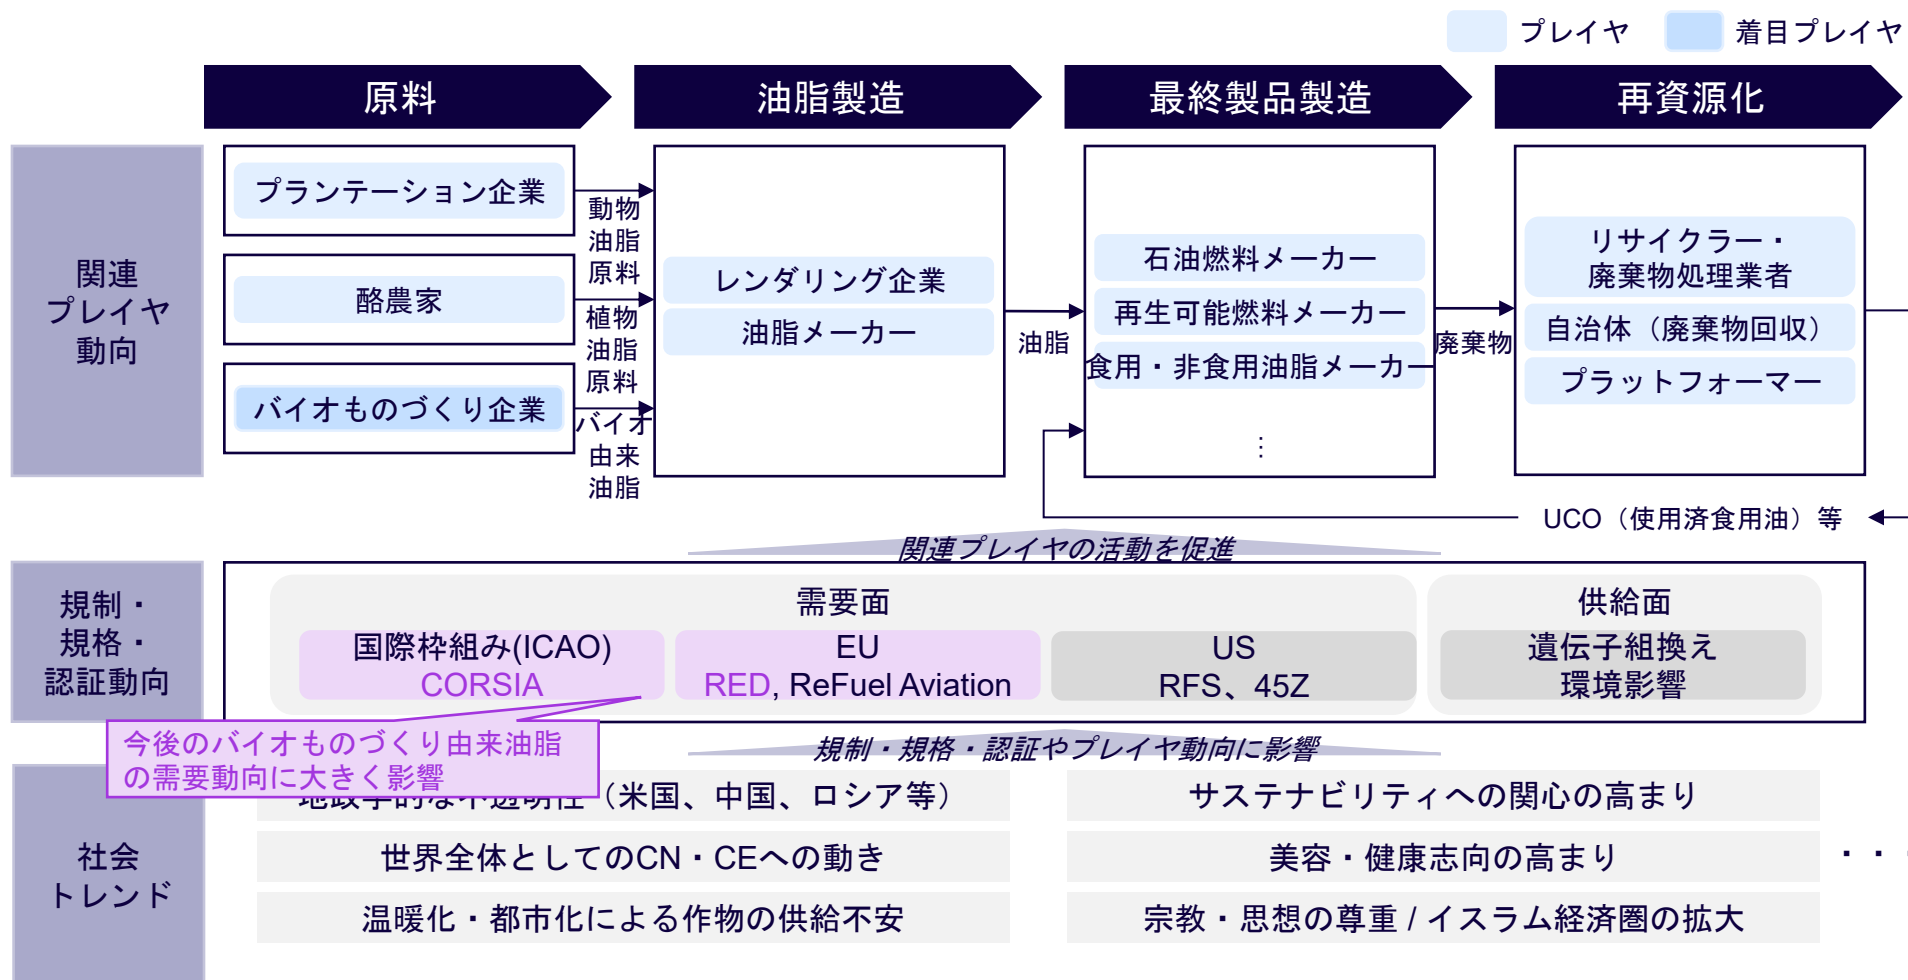 プレイヤ
着目プレイヤ
原料
油脂製造
最終製品製造
再資源化
関連
プレイヤ
動向
プランテーション企業
酪農家
バイオものづくり企業
動物
油脂
原料
植物
油脂
原料
バイオ
由来
油脂
レンダリング企業
油脂メーカー
油脂
石油燃料メーカー
再生可能燃料メーカー
食用・非食用油脂メーカー
⋮
廃棄物
リサイクラー・
廃棄物処理業者
自治体（廃棄物回収）
プラットフォーマー
UCO（使用済食用油）等
関連プレイヤの活動を促進
規制・
規格・
認証動向
需要面
国際枠組み(ICAO)
CORSIA
EU
RED, ReFuel Aviation
US
RFS、45Z
供給面
遺伝子組換え
環境影響
今後のバイオものづくり由来油脂
の需要動向に大きく影響
規制・規格・認証やプレイヤ動向に影響
社会
トレンド
地政学的な不透明性（米国、中国、ロシア等）
世界全体としてのCN・CEへの動き
温暖化・都市化による作物の供給不安
サステナビリティへの関心の高まり
美容・健康志向の高まり
宗教・思想の尊重 / イスラム経済圏の拡大
・・・